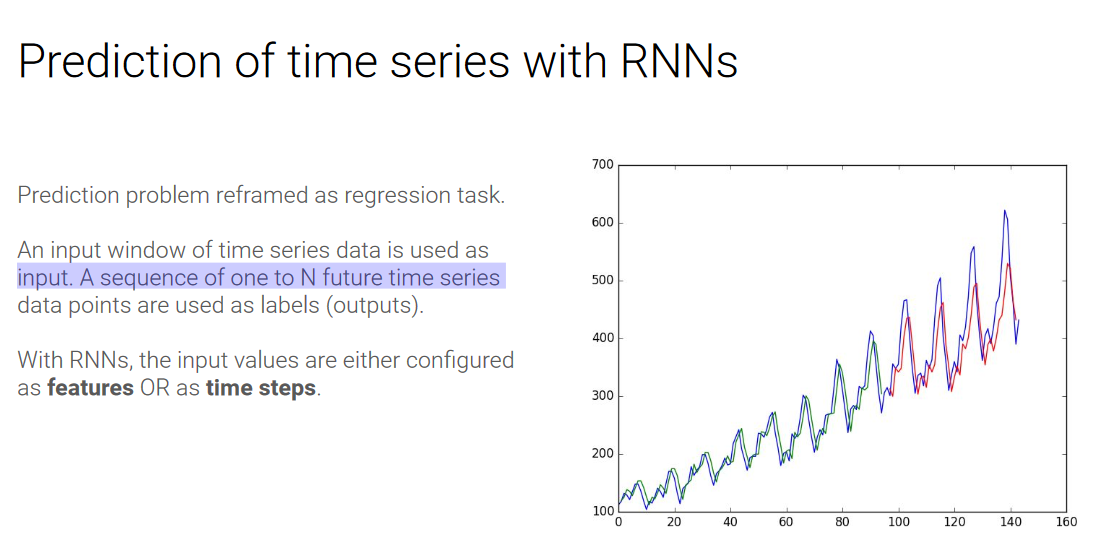 Prediction of time series with RNNs
Prediction problem reframed as regression task.
An input window of time series data is used as
input. A sequence of one to N future time series
data points are used as labels (outputs).
With RNNs, the input values are either configured
as features OR as time steps.
700
600
500
400
300
200
100
0
20
40
60
80
100
120
140
160